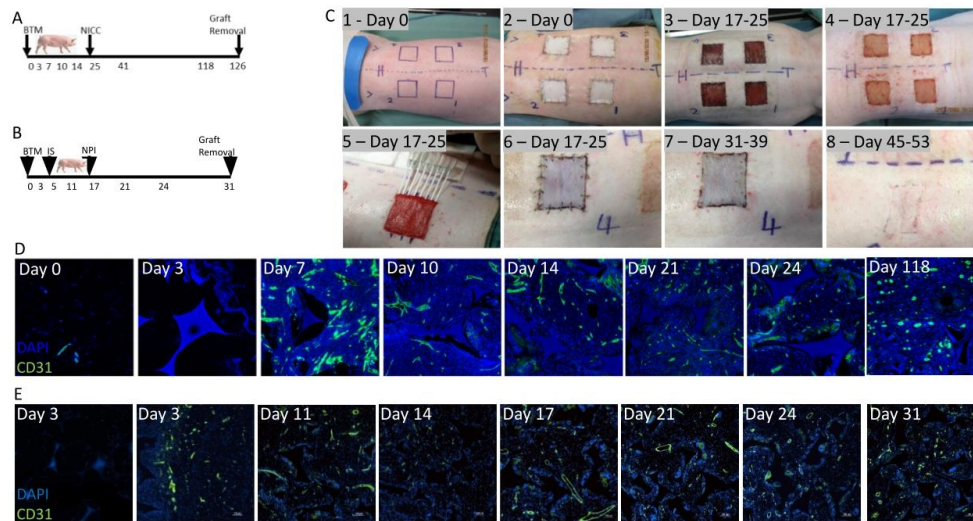 A
BTM
NICC
Graft
Removal
0 3 7 10 14 25 41 118 126
B
BTM IS NPI
Graft
Removal
0 3 5 11 17 21 24 31
C
1 - Day 0
2 – Day 0
3 – Day 17-25
4 – Day 17-25
H
2
1
H T
2
1
H T
5 – Day 17-25
6 – Day 17-25
7 – Day 31-39
8 – Day 45-53
H
4
4
D
Day 0
Day 3
Day 7
Day 10
Day 14
Day 21
Day 24
Day 118
DAPI
CD31
E
Day 3
Day 3
Day 11
Day 14
Day 17
Day 21
Day 24
Day 31
DAPI
CD31